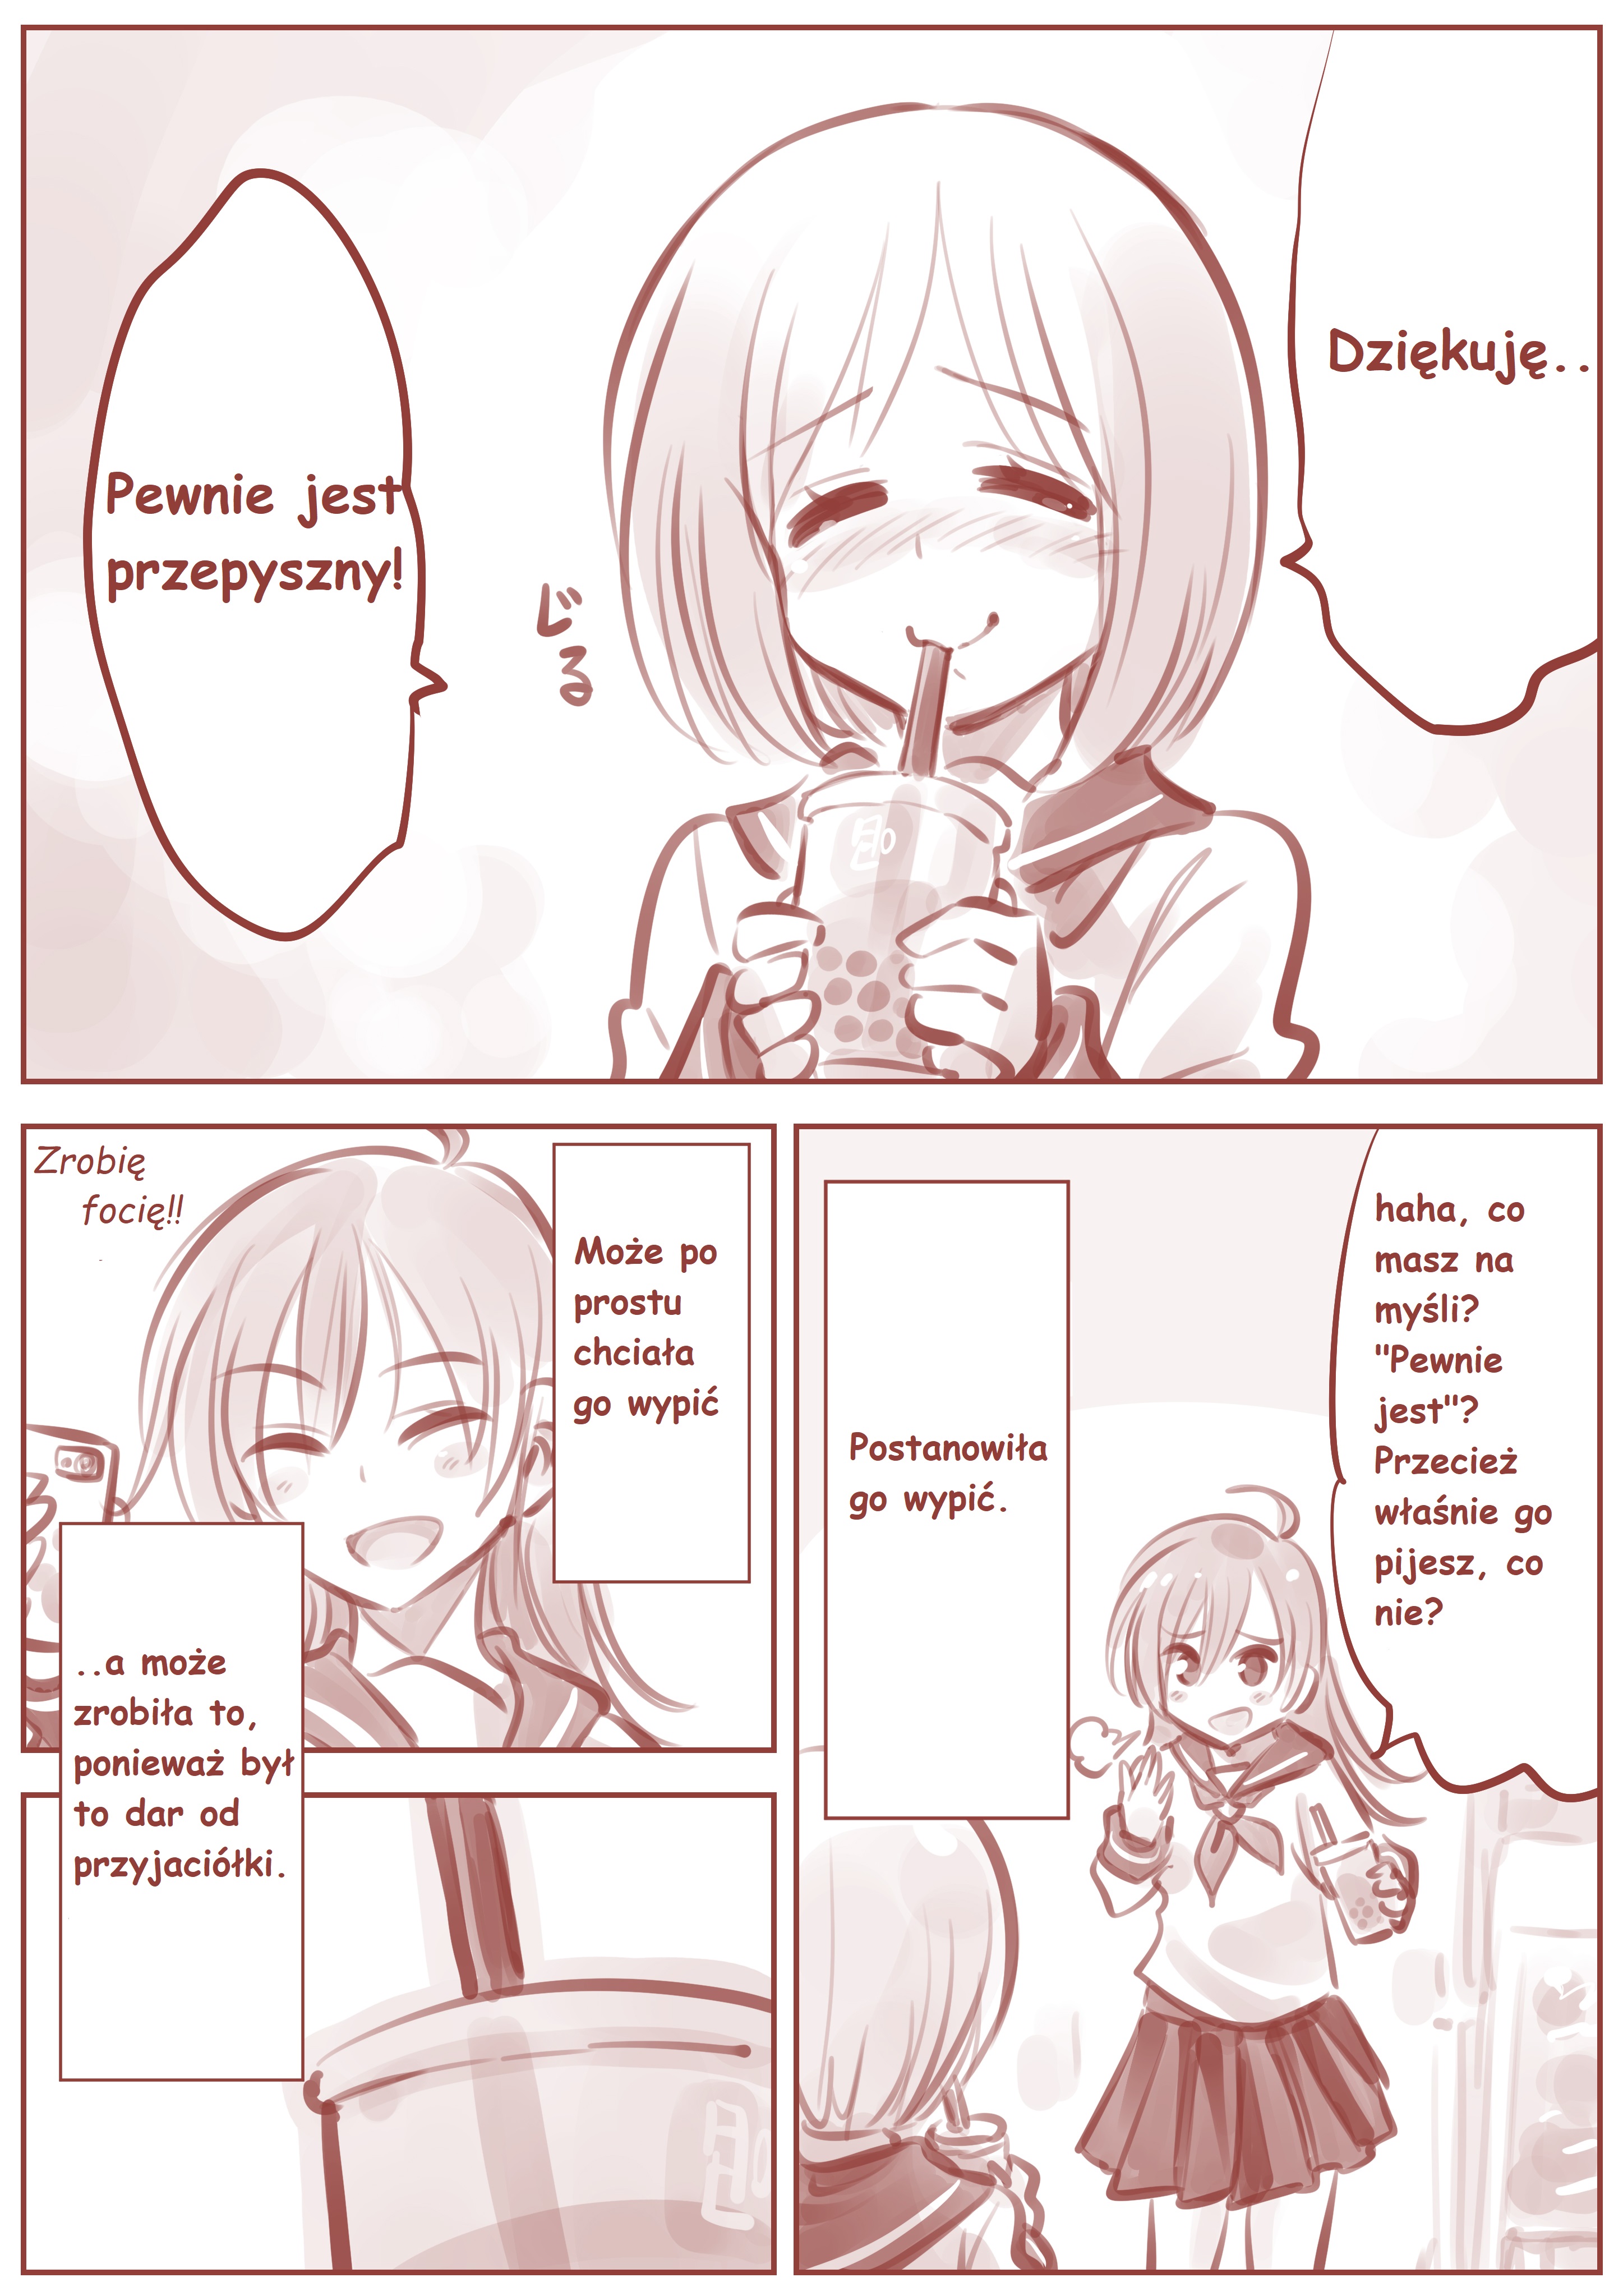 Dziękuję..
Pewnie jest
przepyszny!
じる
haha, co
masz na
myśli?
"Pewnie
jest"?
Przecież
właśnie go
pijesz, co
nie?
Postanowiła
go wypić.
Może po
prostu
chciała
go wypić
Zrobię
focię!!
..a może
zrobiła to,
ponieważ był
to dar od
przyjaciółki.